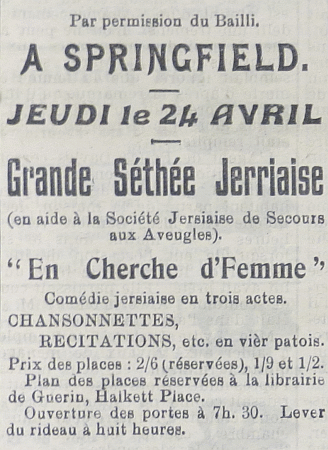 Par permission du Bailli.
A SPRINGFIELD.
JEUDI le 24 AVRIL
Grande Séthée Jerriaise
(en aide à la Société Jersiaise de Secours
aux Aveugles).
"En Cherche d'Femme"
Comédie jersiaise en trois actes.
CHANSONNETTES,
RECITATIONS, etc. en vièr patois.
Prix des places : 2/6 (réservées), 1/9 et 1/2.
Plan des places réservées à la librairie
de Guerin, Halkett Place.
Ouverture des portes à 7h. 30. Lever
du rideau à huit heures.